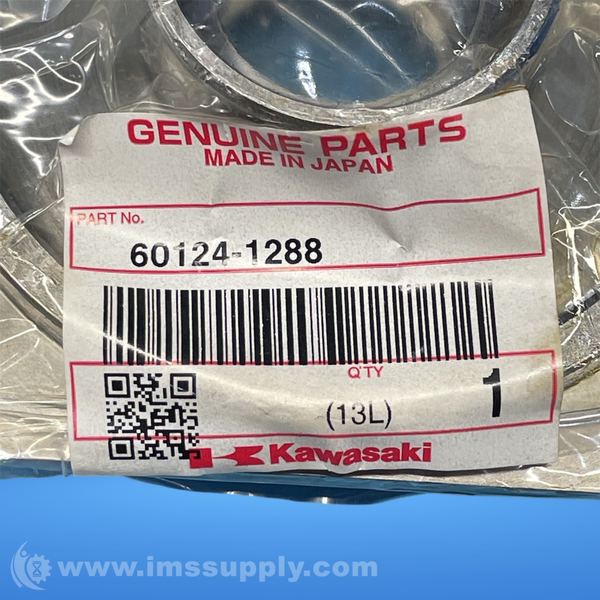 GENUINE PARTS
MADE IN JAPAN
PART No.
60124-1288
Q'TY
(13L) 1
Kawasaki
www.imssupply.com